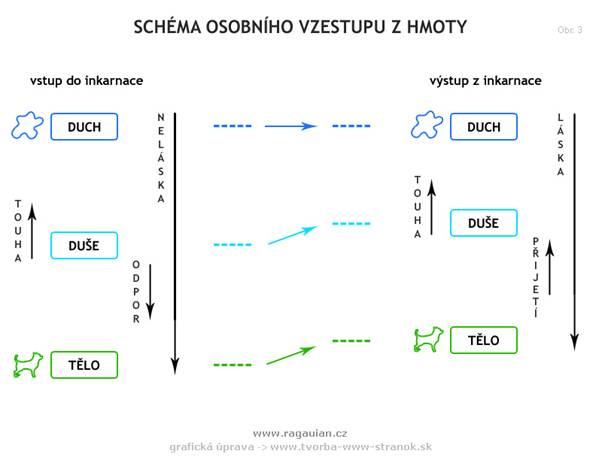 SCHÉMA OSOBNÍHO VZESTUPU Z HMOTY
Obr. 3
vstup do inkarnace
výstup z inkarnace
DUCH
NELÁSKA
DUCH
LÁSKA
TOUHA
DUŠE
ODPOR
TOUHA
DUŠE
PŘIJETÍ
TĚLO
TĚLO
www.ragauian.cz
grafická úprava -> www.tvorba-www-stranok.sk